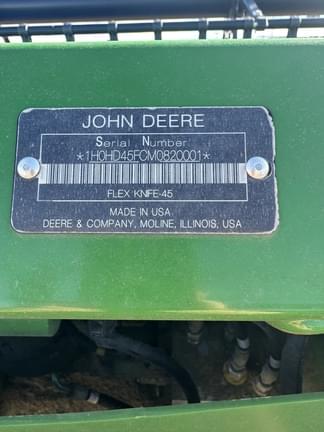 JOHN DEERE
Serial Number
*1H0HD45FCM0820001*
FLEX KNIFE-45
MADE IN USA
DEERE & COMPANY, MOLINE, ILLINOIS, USA